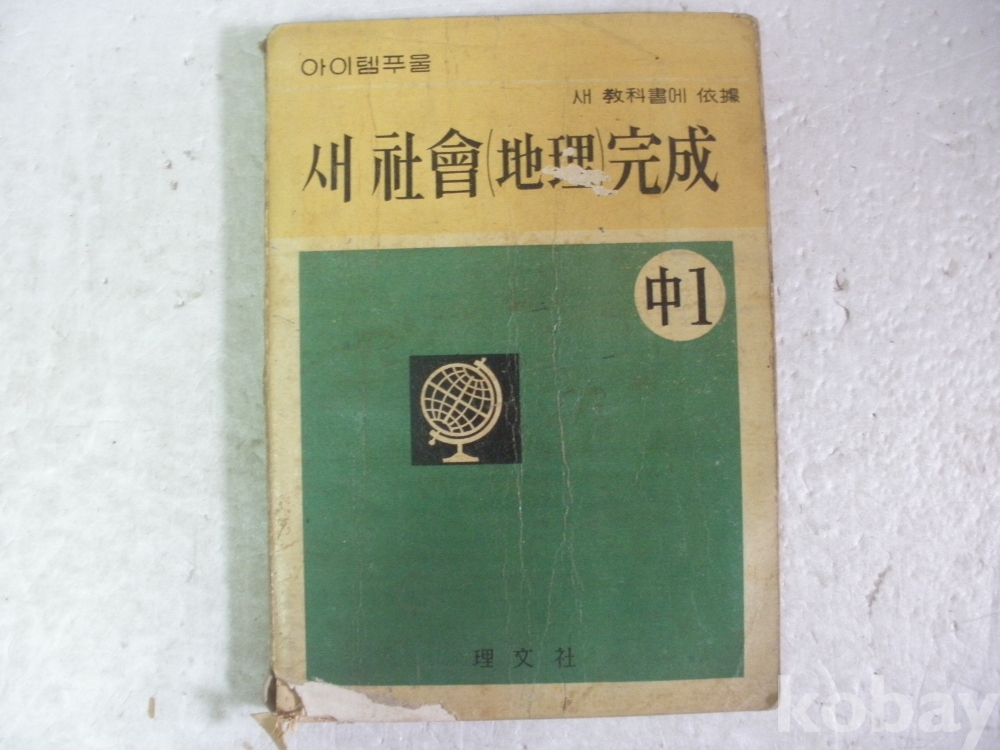 아이템푸울
새 教科書에 依據
새 社會(地理)完成
中1
理文社
kobay